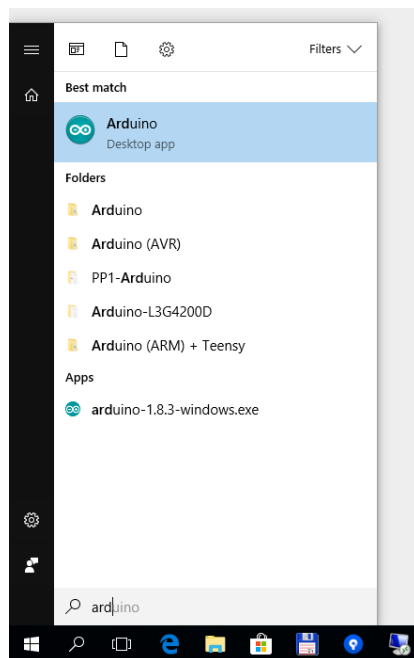 Filters
Best match
Arduino
Desktop app
Folders
Arduino
Arduino (AVR)
PP1-Arduino
Arduino-L3G4200D
Arduino (ARM) + Teensy
Apps
arduino-1.8.3-windows.exe
arduino